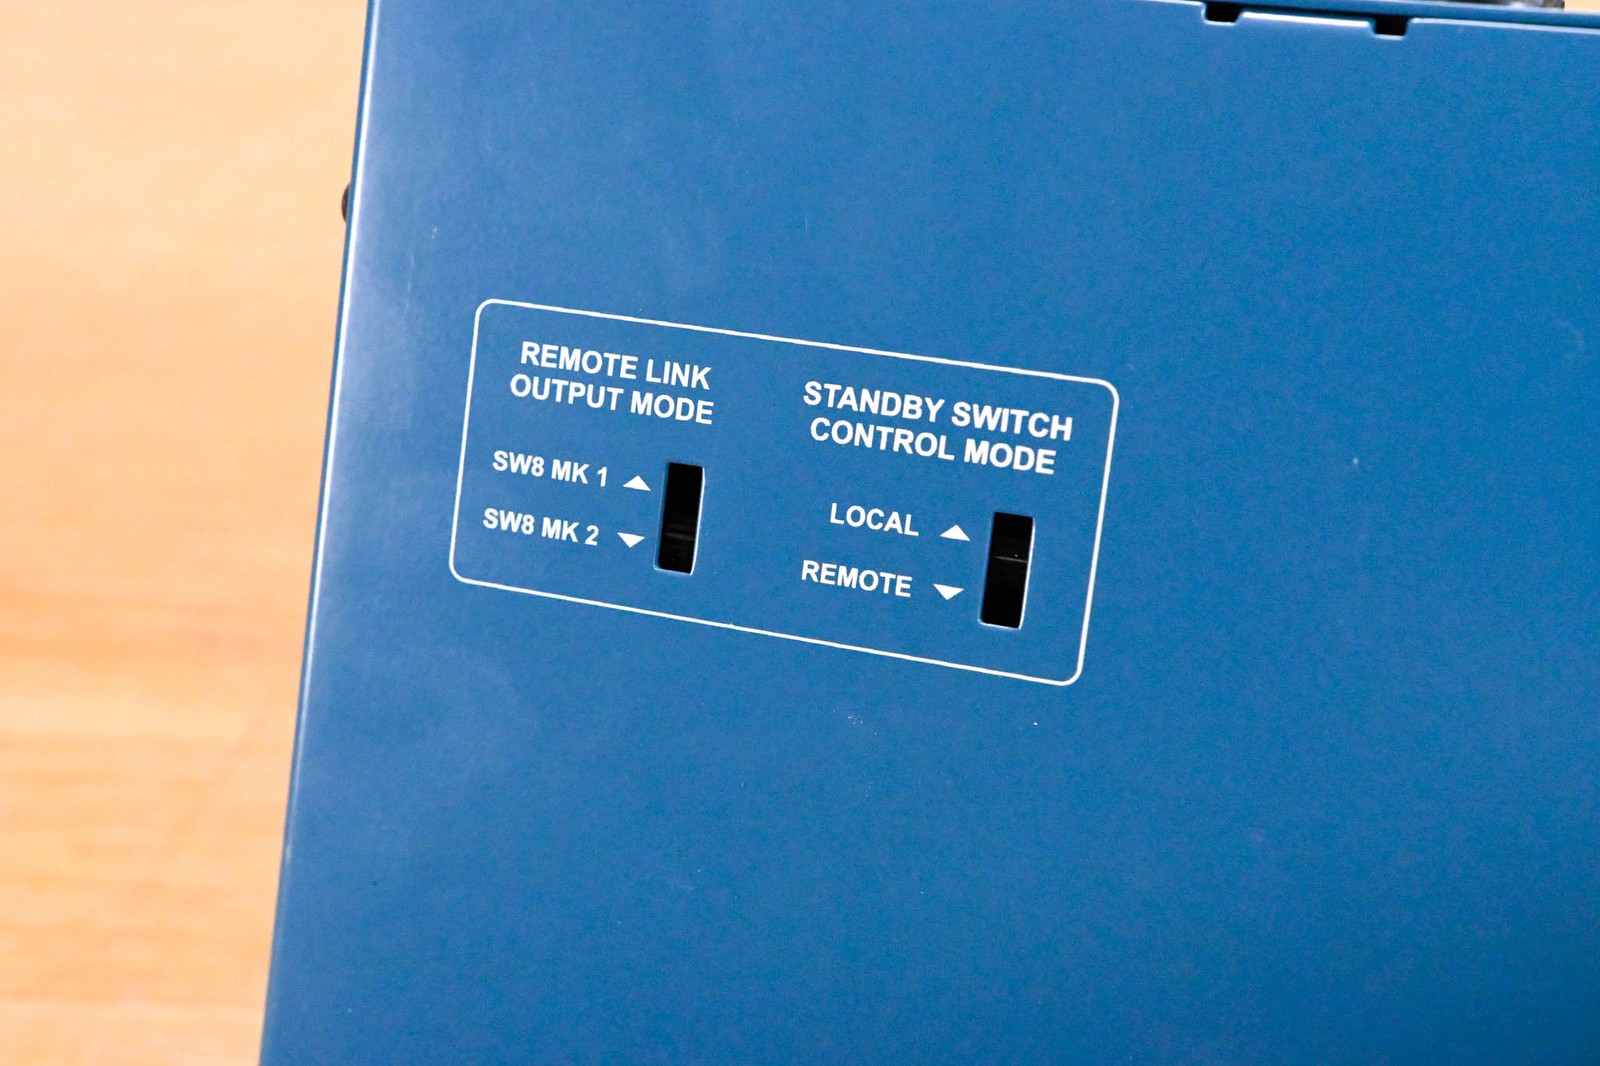 REMOTE LINK
OUTPUT MODE
SW8 MK 1
SW8 MK 2
STANDBY SWITCH
CONTROL MODE
LOCAL
REMOTE